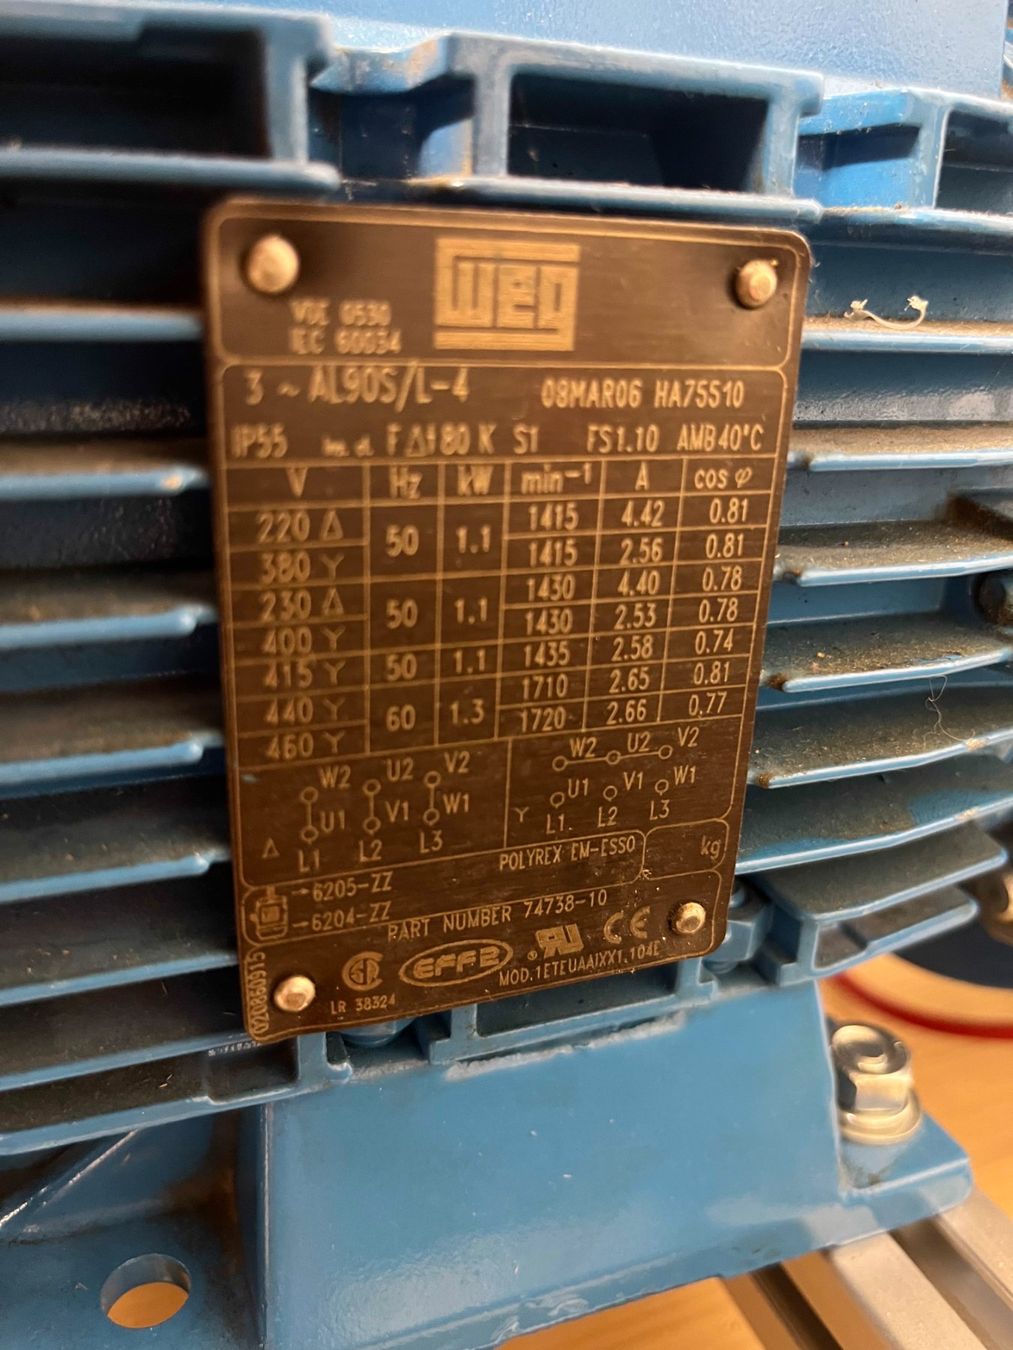 WEG
VDE 0530
IEC 60034
3 ~ AL90S/L-4 08MAR06 HA75510
IP55 Ins.cl. F Δt 80 K S1 FS1.10 AMB 40°C
V Hz kW min⁻¹ A cos φ
220 Δ 50 1.1 1415 4.42 0.81
380 Y 1415 2.56 0.81
230 Δ 50 1.1 1430 4.40 0.78
400 Y 1430 2.53 0.78
415 Y 50 1.1 1435 2.58 0.74
440 Y 60 1.3 1710 2.65 0.81
460 Y 1720 2.66 0.77
W2 U2 V2 W2 U2 V2
U1 V1 W1 U1 V1 W1
Δ L1 L2 L3 Y L1 L2 L3
POLYREX EM-ESSO kg
→6205-ZZ
→6204-ZZ
PART NUMBER 74738-10
EFF2 CE
LR 38324 MOD.1ETEUAAIXX1.104E